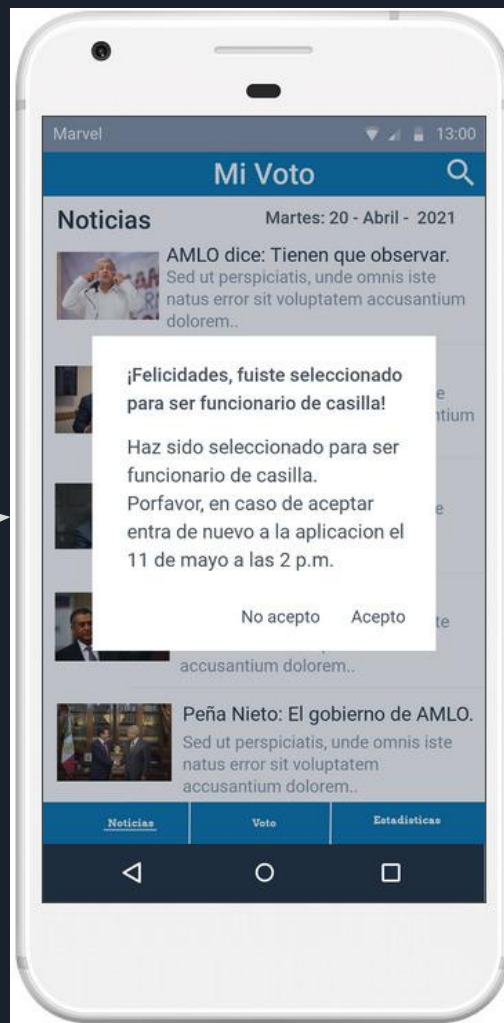 Marvel 13:00
Mi Voto
Noticias Martes: 20 - Abril - 2021
AMLO dice: Tienen que observar.
Sed ut perspiciatis, unde omnis iste
natus error sit voluptatem accusantium
dolorem..
¡Felicidades, fuiste seleccionado
para ser funcionario de casilla!
Haz sido seleccionado para ser
funcionario de casilla.
Porfavor, en caso de aceptar
entra de nuevo a la aplicacion el
11 de mayo a las 2 p.m.
No acepto Acepto
accusantium dolorem..
Peña Nieto: El gobierno de AMLO.
Sed ut perspiciatis, unde omnis iste
natus error sit voluptatem
accusantium dolorem..
Noticias Voto Estadisticas